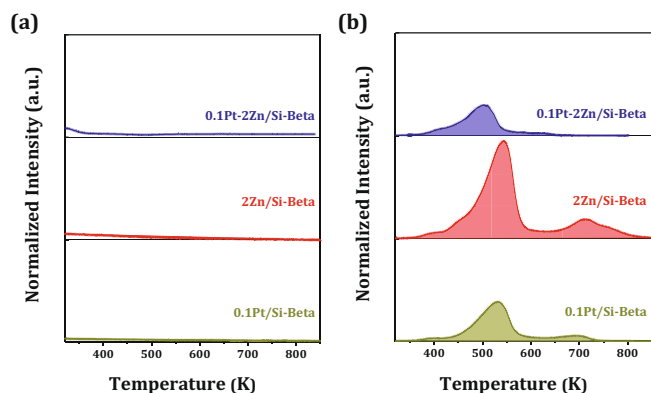 (a)
Normalized Intensity (a.u.)
0.1Pt-2Zn/Si-Beta
2Zn/Si-Beta
0.1Pt/Si-Beta
400 500 600 700 800
Temperature (K)
(b)
Normalized Intensity (a.u.)
0.1Pt-2Zn/Si-Beta
2Zn/Si-Beta
0.1Pt/Si-Beta
400 500 600 700 800
Temperature (K)